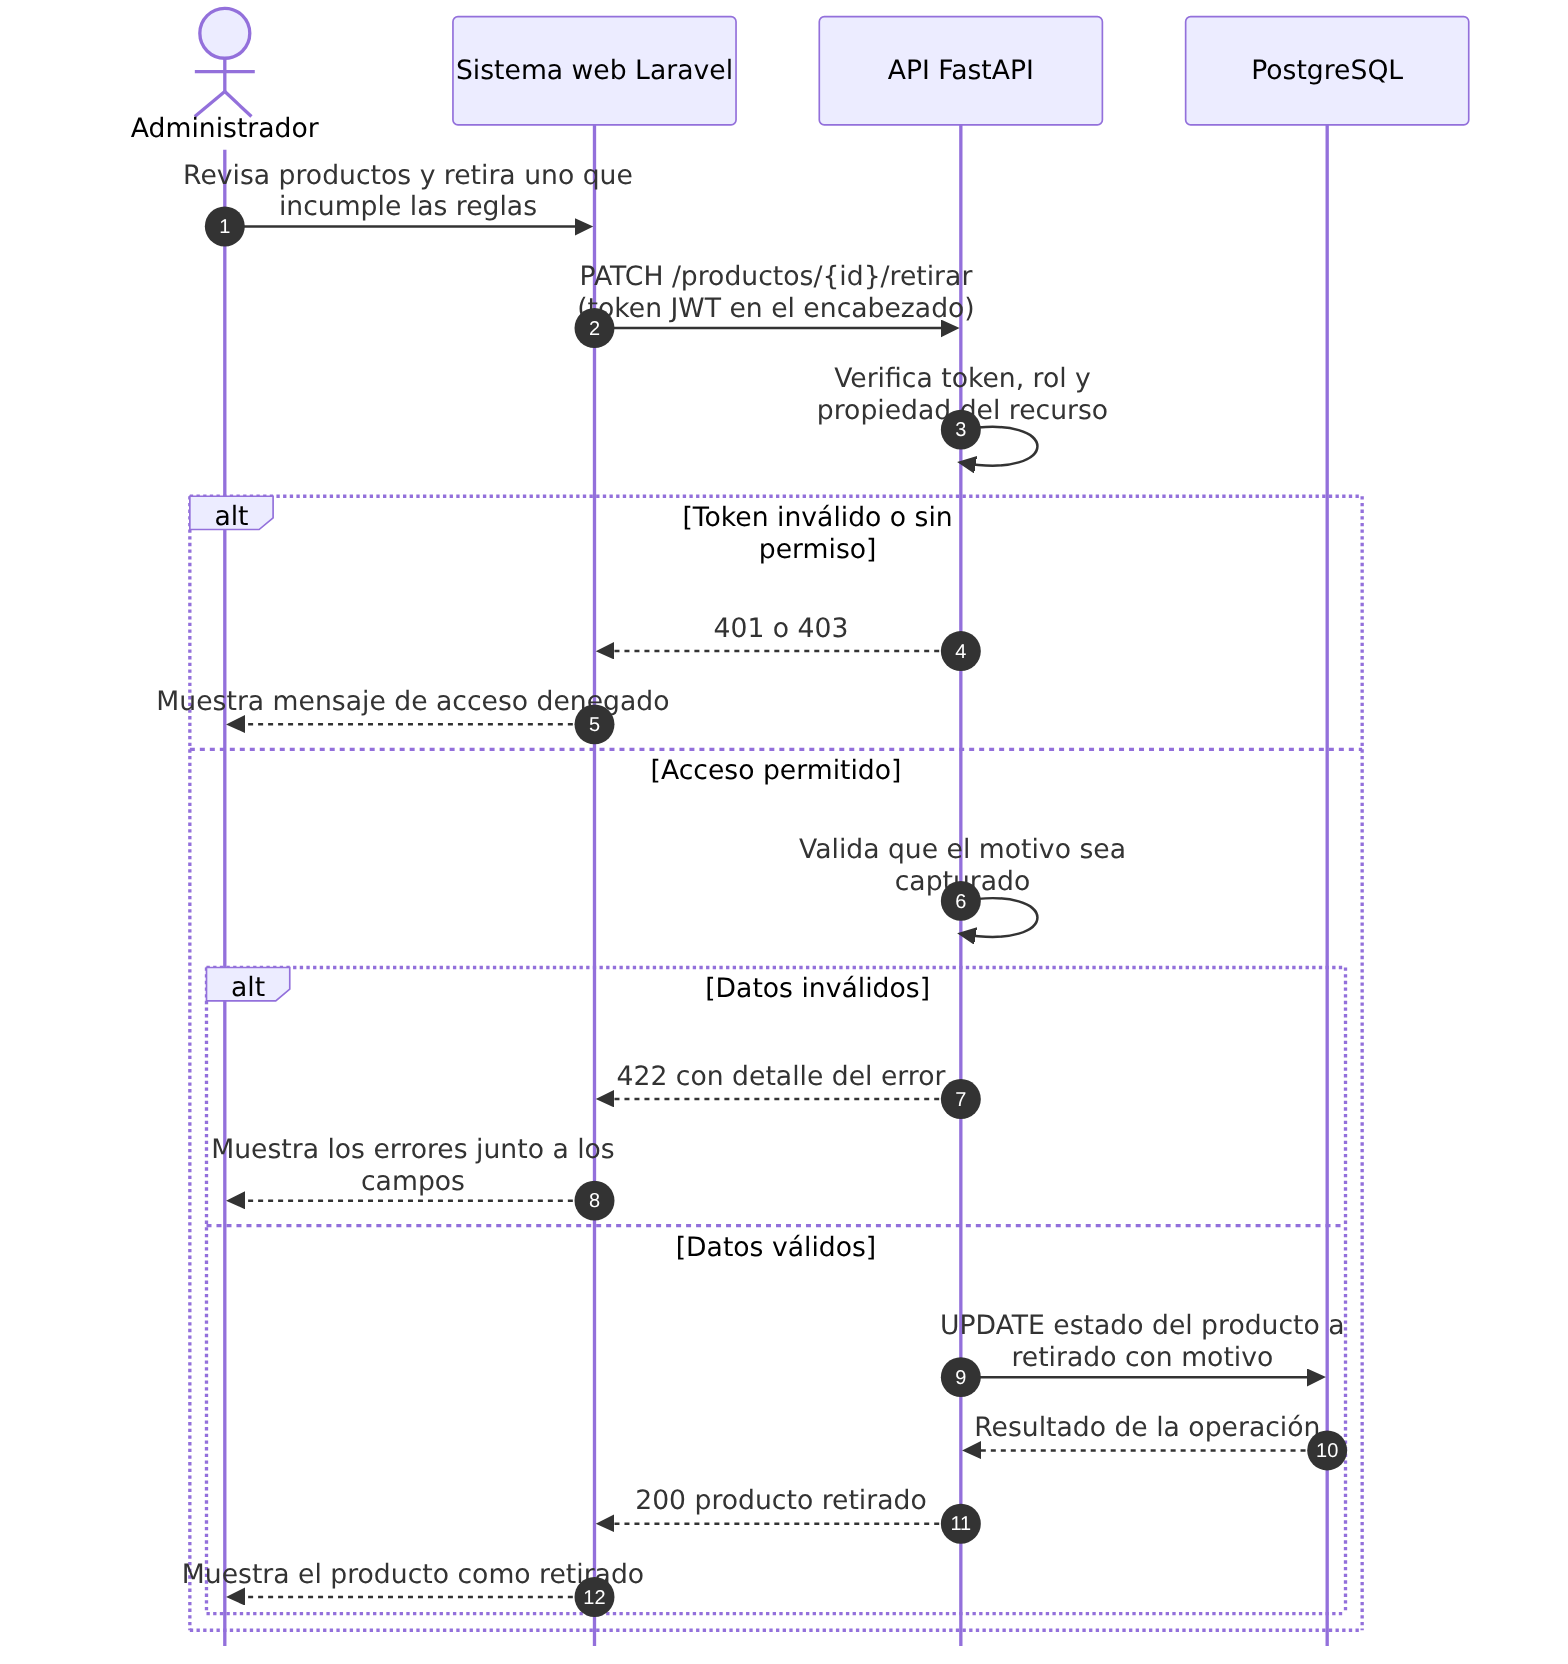 Administrador
Sistema web Laravel
API FastAPI
PostgreSQL
Revisa productos y retira uno que
incumple las reglas
1
PATCH /productos/{id}/retirar
(token JWT en el encabezado)
2
Verifica token, rol y
propiedad del recurso
3
alt
[Token inválido o sin
permiso]
401 o 403
4
Muestra mensaje de acceso denegado
5
[Acceso permitido]
Valida que el motivo sea
capturado
6
alt
[Datos inválidos]
422 con detalle del error
7
Muestra los errores junto a los
campos
8
[Datos válidos]
UPDATE estado del producto a
retirado con motivo
9
Resultado de la operación
10
200 producto retirado
11
Muestra el producto como retirado
12